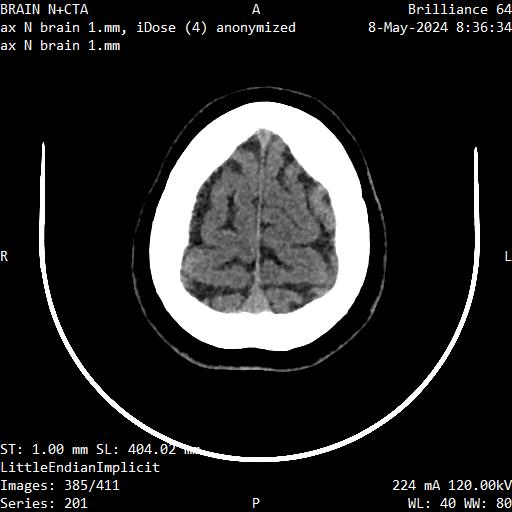 BRAIN N+CTA A Brilliance 64
ax N brain 1.mm, iDose (4) anonymized 8-May-2024 8:36:34
ax N brain 1.mm
R L
ST: 1.00 mm SL: 404.02 mm
LittleEndianImplicit
Images: 385/411 224 mA 120.00kV
Series: 201 P WL: 40 WW: 80